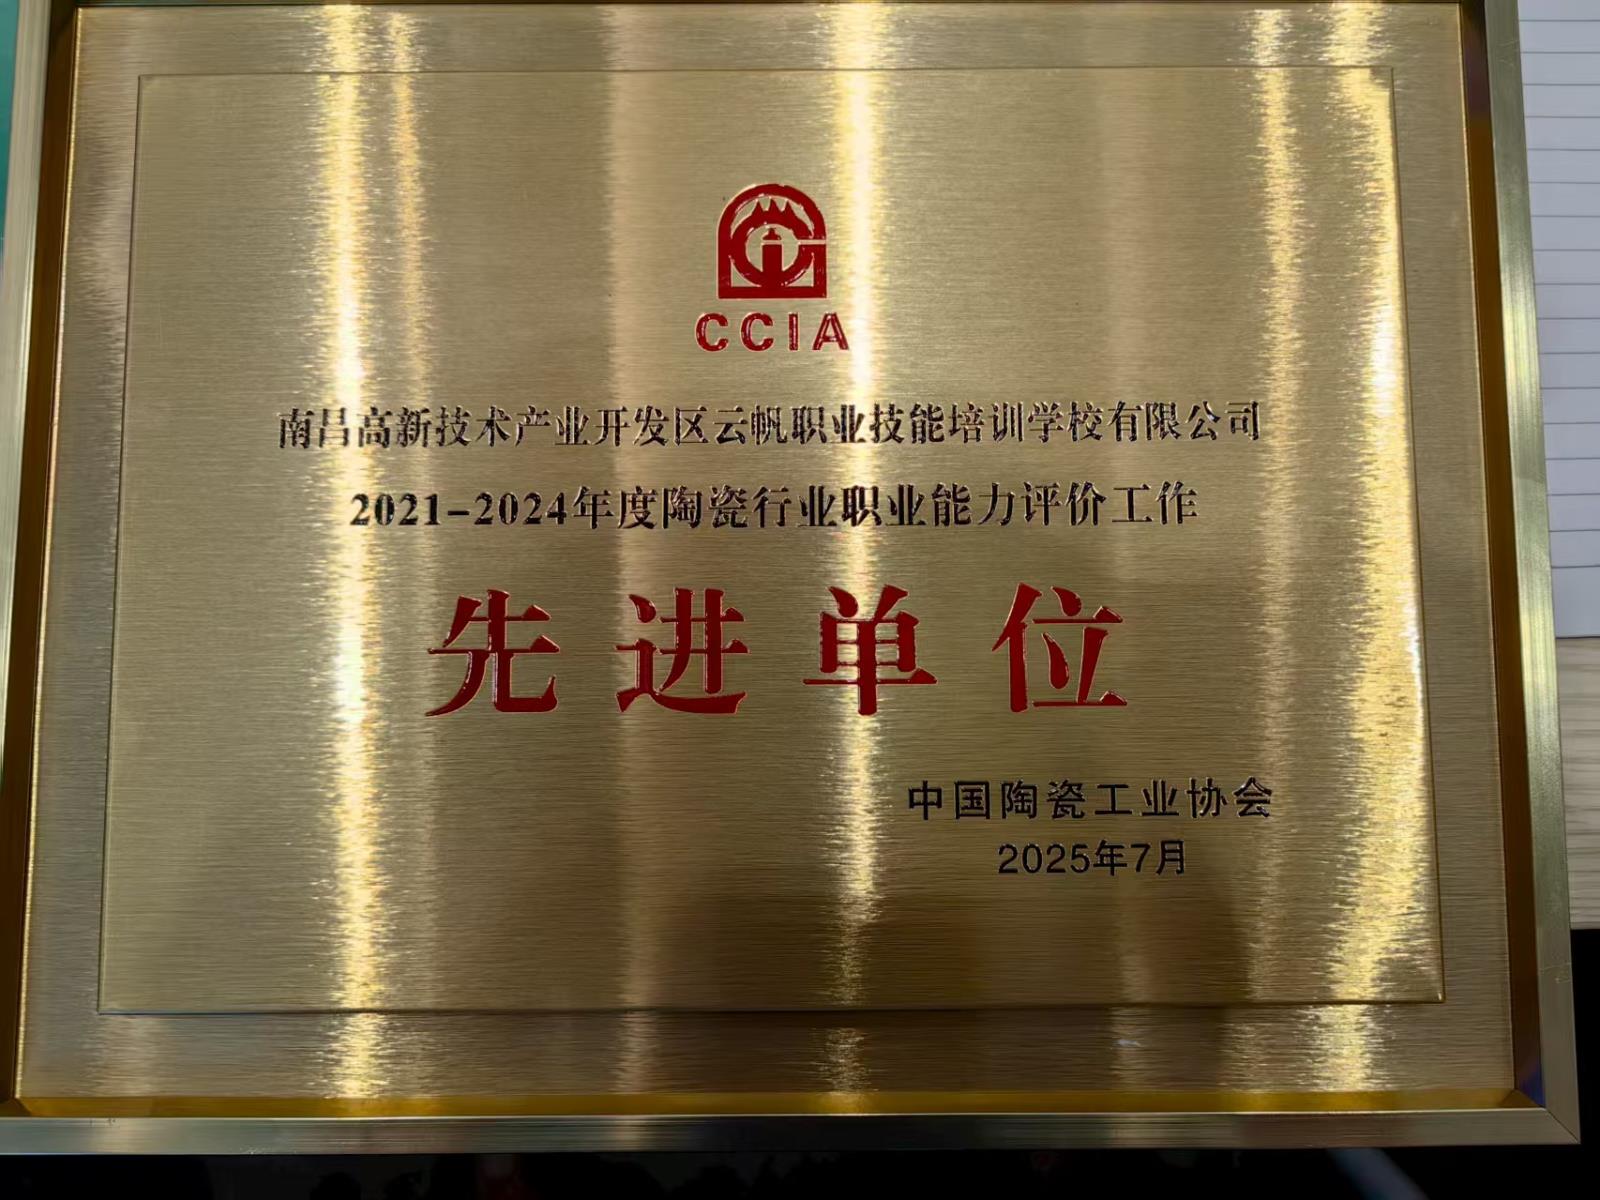 CCIA
南昌高新技术产业开发区云帆职业技能培训学校有限公司
2021-2024年度陶瓷行业职业能力评价工作
先进单位
中国陶瓷工业协会
2025年7月